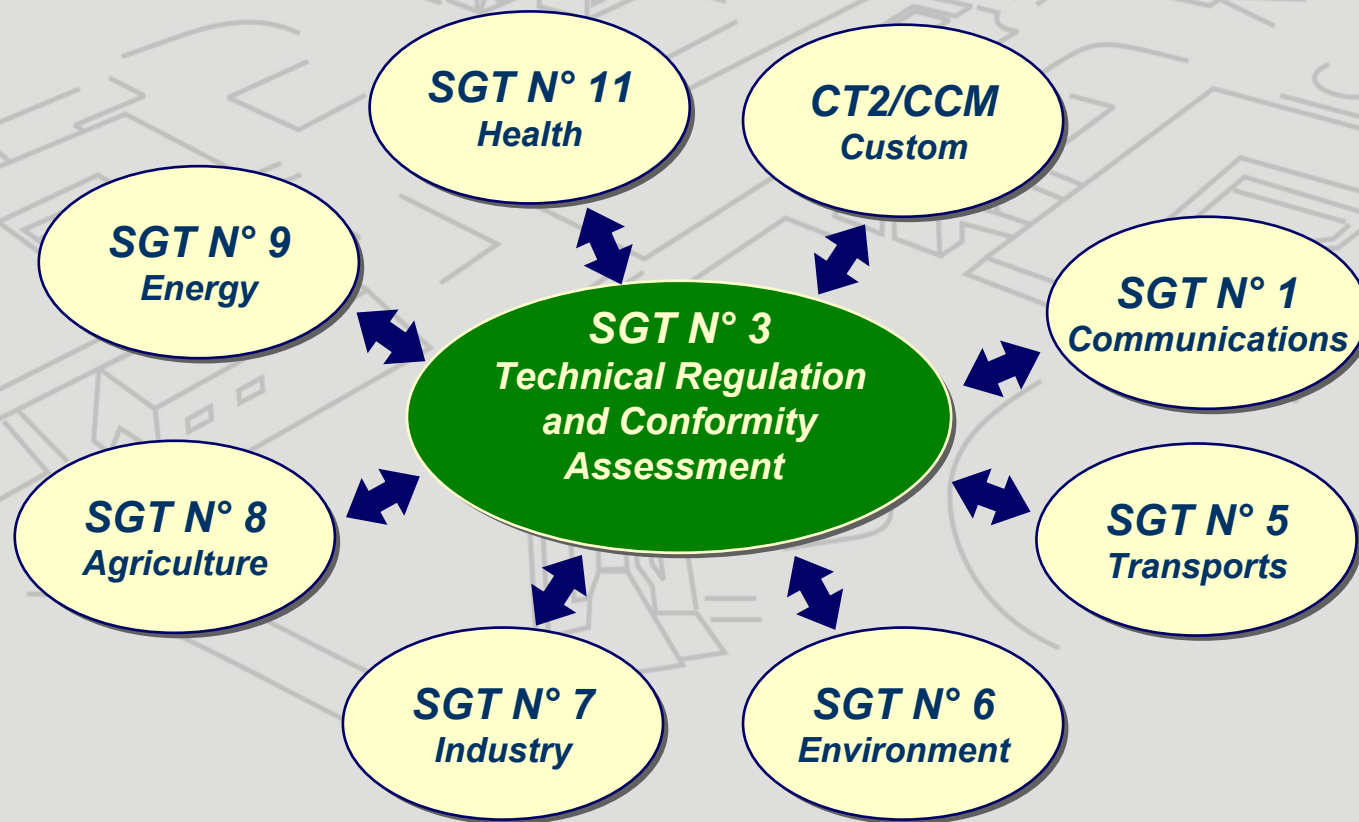 SGT N° 11
Health
CT2/CCM
Custom
SGT N° 9
Energy
SGT N° 1
Communications
SGT N° 3
Technical Regulation
and Conformity
Assessment
SGT N° 8
Agriculture
SGT N° 5
Transports
SGT N° 7
Industry
SGT N° 6
Environment